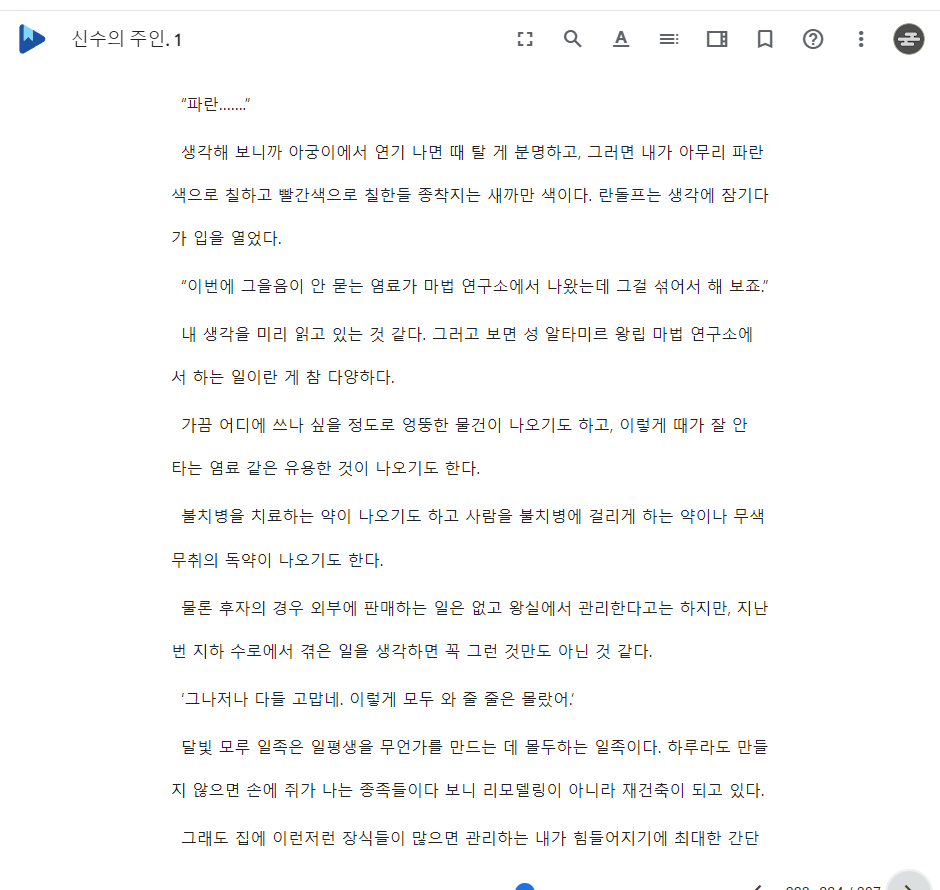 신수의 주인. 1
“파란…….”
생각해 보니까 아궁이에서 연기 나면 때 탈 게 분명하고, 그러면 내가 아무리 파란
색으로 칠하고 빨간색으로 칠한들 종착지는 새까만 색이다. 란돌프는 생각에 잠기다
가 입을 열었다.
“이번에 그을음이 안 묻는 염료가 마법 연구소에서 나왔는데 그걸 섞어서 해 보죠.”
내 생각을 미리 읽고 있는 것 같다. 그러고 보면 성 알타미르 왕립 마법 연구소에
서 하는 일이란 게 참 다양하다.
가끔 어디에 쓰나 싶을 정도로 엉뚱한 물건이 나오기도 하고, 이렇게 때가 잘 안
타는 염료 같은 유용한 것이 나오기도 한다.
불치병을 치료하는 약이 나오기도 하고 사람을 불치병에 걸리게 하는 약이나 무색
무취의 독약이 나오기도 한다.
물론 후자의 경우 외부에 판매하는 일은 없고 왕실에서 관리한다고는 하지만, 지난
번 지하 수로에서 겪은 일을 생각하면 꼭 그런 것만도 아닌 것 같다.
‘그나저나 다들 고맙네. 이렇게 모두 와 줄 줄은 몰랐어.’
달빛 모루 일족은 일평생을 무언가를 만드는 데 몰두하는 일족이다. 하루라도 만들
지 않으면 손에 쥐가 나는 종족들이다 보니 리모델링이 아니라 재건축이 되고 있다.
그래도 집에 이런저런 장식들이 많으면 관리하는 내가 힘들어지기에 최대한 간단